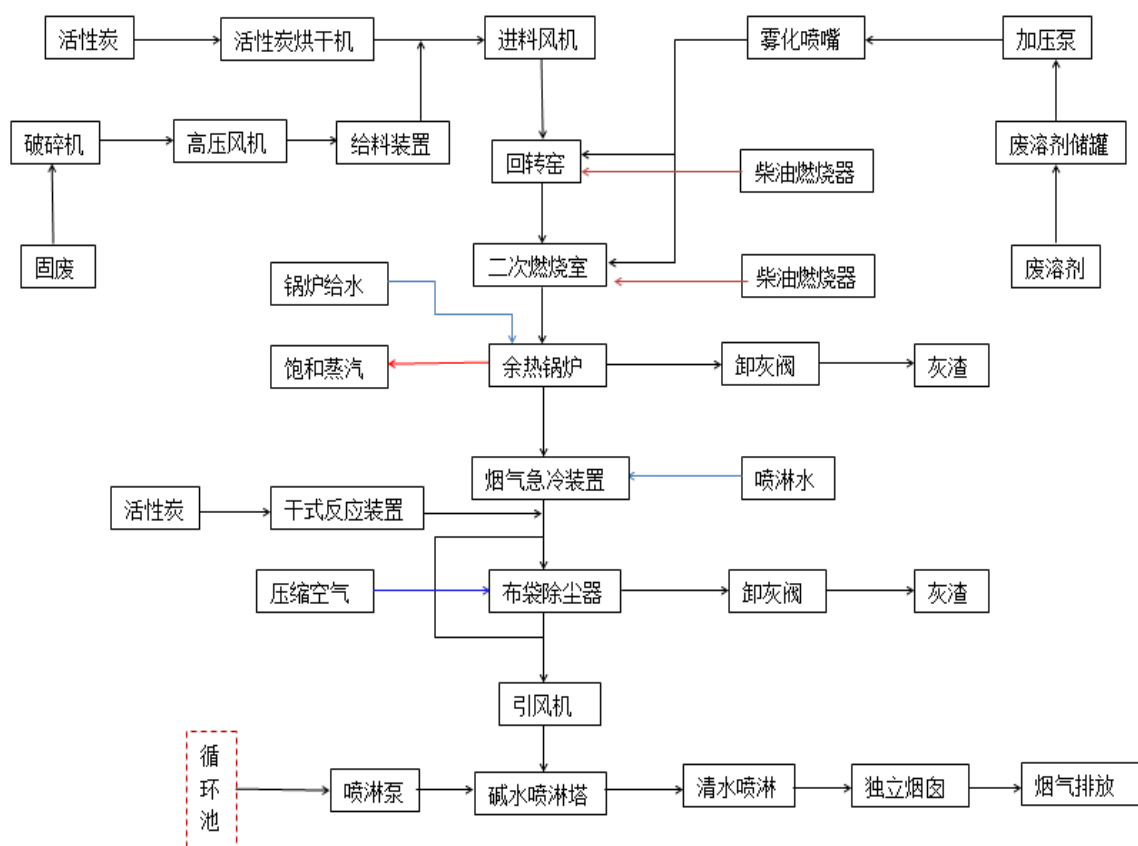 活性炭
活性炭烘干机
进料风机
雾化喷嘴
加压泵
破碎机
高压风机
给料装置
回转窑
柴油燃烧器
废溶剂储罐
固废
二次燃烧室
柴油燃烧器
废溶剂
锅炉给水
饱和蒸汽
余热锅炉
卸灰阀
灰渣
烟气急冷装置
喷淋水
活性炭
干式反应装置
压缩空气
布袋除尘器
卸灰阀
灰渣
引风机
循
环
池
喷淋泵
碱水喷淋塔
清水喷淋
独立烟囱
烟气排放